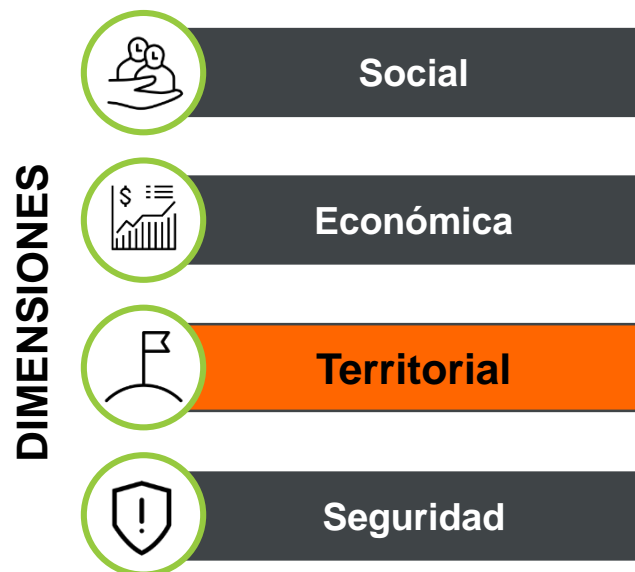 DIMENSIONES
Social
$
Económica
Territorial
!
Seguridad